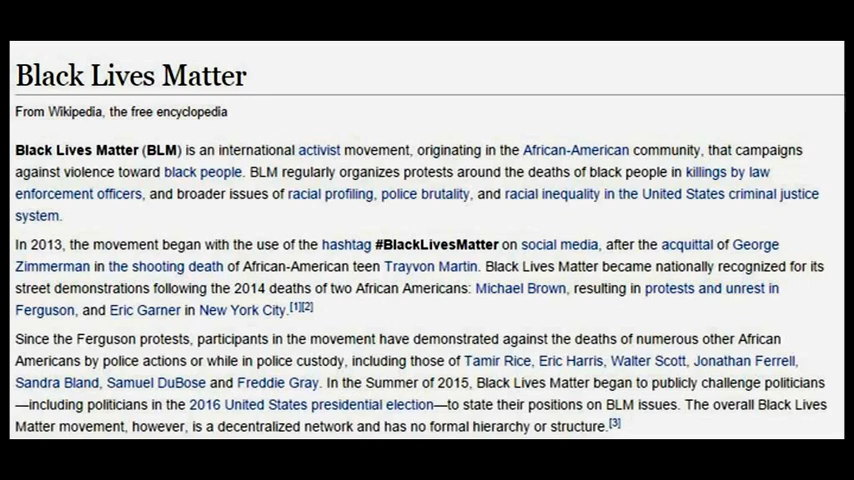 Black Lives Matter
From Wikipedia, the free encyclopedia
Black Lives Matter (BLM) is an international activist movement, originating in the African-American community, that campaigns
against violence toward black people. BLM regularly organizes protests around the deaths of black people in killings by law
enforcement officers, and broader issues of racial profiling, police brutality, and racial inequality in the United States criminal justice
system.
In 2013, the movement began with the use of the hashtag #BlackLivesMatter on social media, after the acquittal of George
Zimmerman in the shooting death of African-American teen Trayvon Martin. Black Lives Matter became nationally recognized for its
street demonstrations following the 2014 deaths of two African Americans: Michael Brown, resulting in protests and unrest in
Ferguson, and Eric Garner in New York City.[1][2]
Since the Ferguson protests, participants in the movement have demonstrated against the deaths of numerous other African
Americans by police actions or while in police custody, including those of Tamir Rice, Eric Harris, Walter Scott, Jonathan Ferrell,
Sandra Bland, Samuel DuBose and Freddie Gray. In the Summer of 2015, Black Lives Matter began to publicly challenge politicians
—including politicians in the 2016 United States presidential election—to state their positions on BLM issues. The overall Black Lives
Matter movement, however, is a decentralized network and has no formal hierarchy or structure.[3]